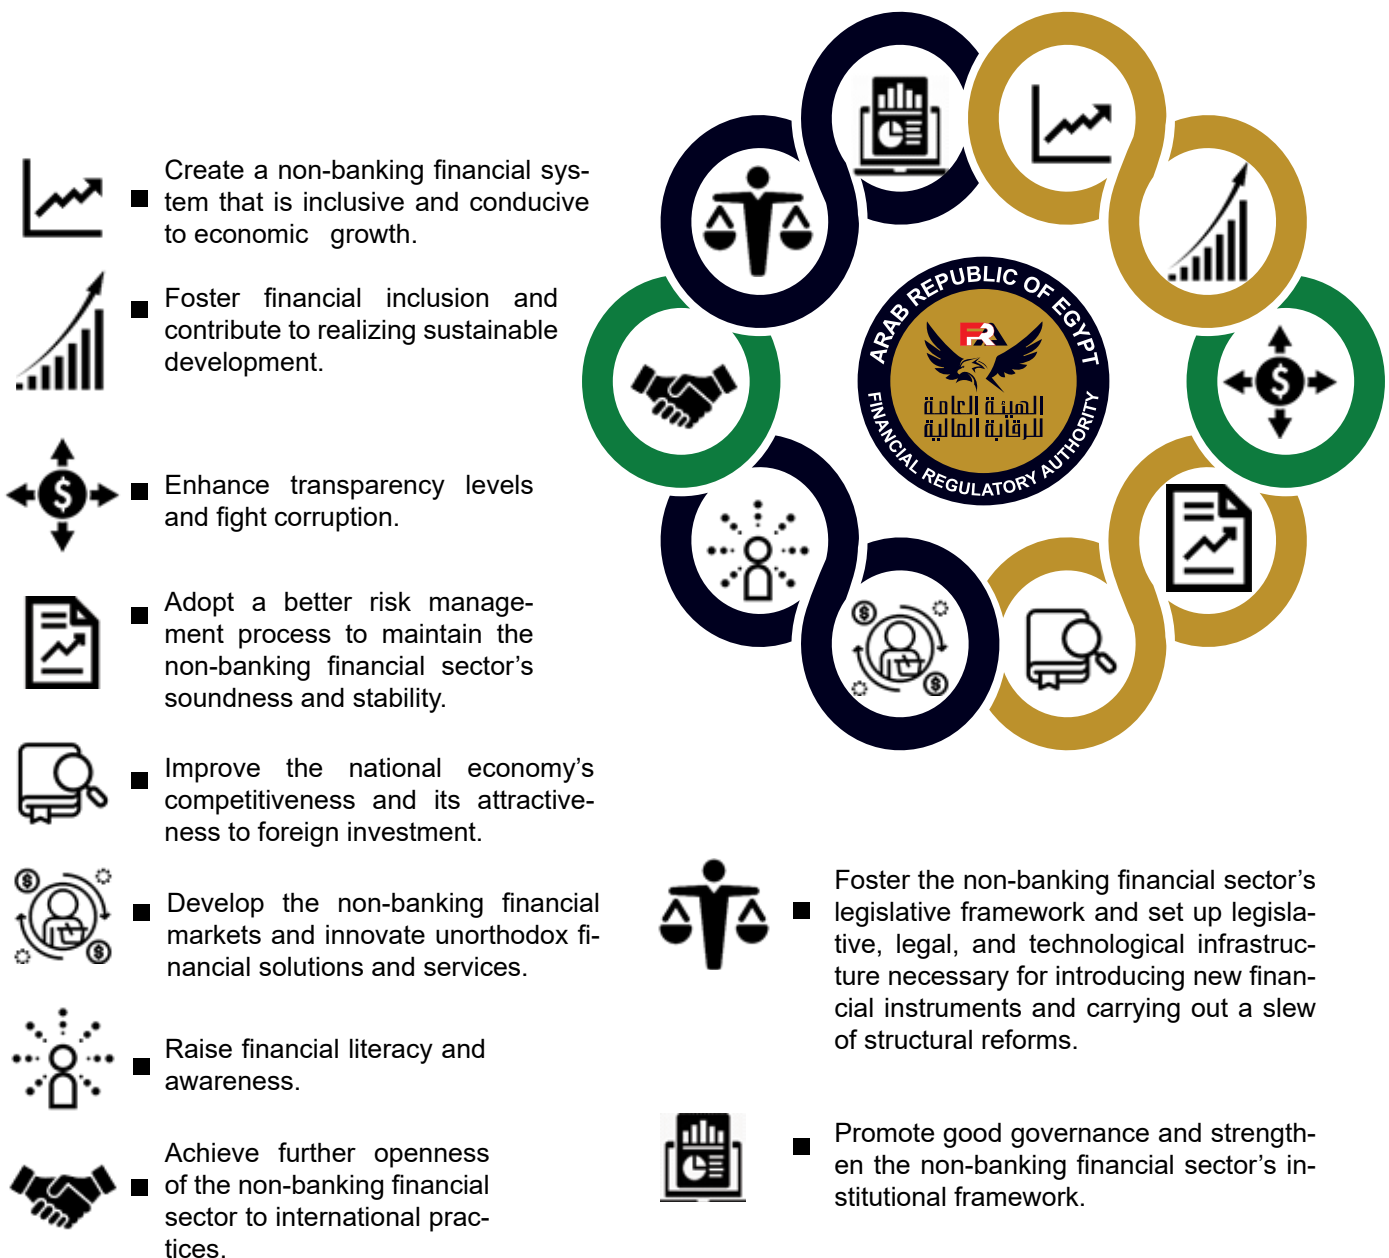 Create a non-banking financial sys-
tem that is inclusive and conducive
to economic growth.
Foster financial inclusion and
contribute to realizing sustainable
development.
Enhance transparency levels
and fight corruption.
Adopt a better risk manage-
ment process to maintain the
non-banking financial sector’s
soundness and stability.
Improve the national economy’s
competitiveness and its attractive-
ness to foreign investment.
Develop the non-banking financial
markets and innovate unorthodox fi-
nancial solutions and services.
Raise financial literacy and
awareness.
Achieve further openness
of the non-banking financial
sector to international prac-
tices.
ARAB REPUBLIC OF EGYPT
FRA
الهيئة العامة
للرقابة المالية
FINANCIAL REGULATORY AUTHORITY
Foster the non-banking financial sector’s
legislative framework and set up legisla-
tive, legal, and technological infrastruc-
ture necessary for introducing new finan-
cial instruments and carrying out a slew
of structural reforms.
Promote good governance and strength-
en the non-banking financial sector’s in-
stitutional framework.